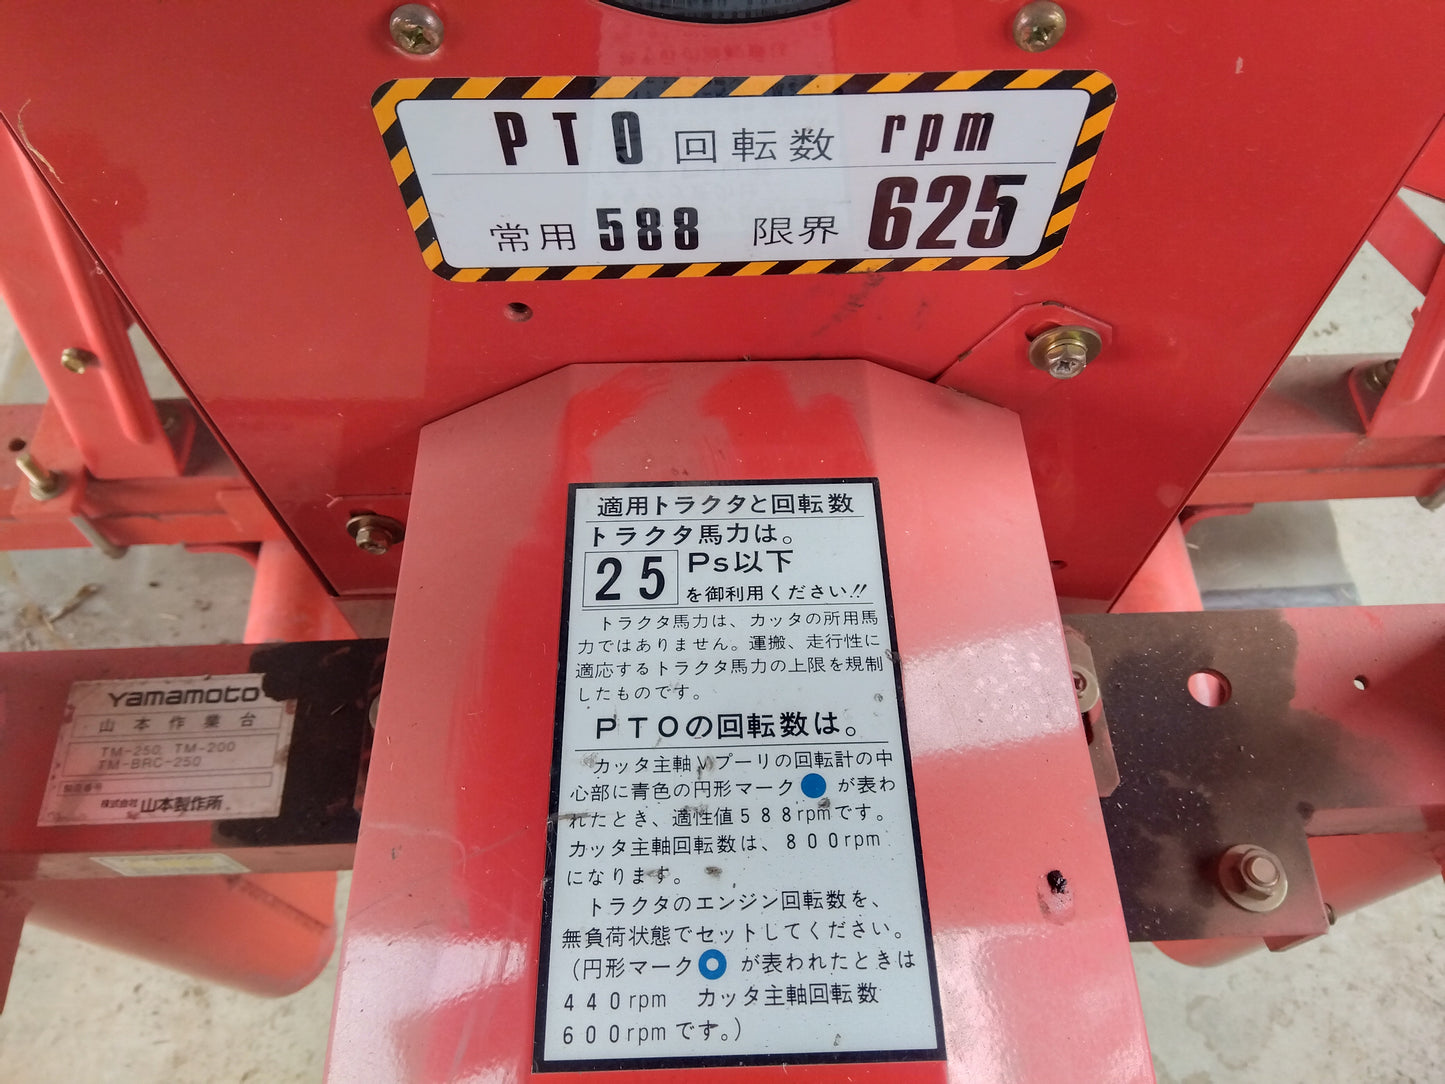 PTO 回転数 rpm
常用 588 限界 625
適用トラクタと回転数
トラクタ馬力は。
25 Ps以下
を御利用ください!!
トラクタ馬力は、カッタの所用馬
力ではありません。運搬、走行性に
適応するトラクタ馬力の上限を規制
したものです。
PTOの回転数は。
カッタ主軸Vプーリの回転計の中
心部に青色の円形マーク●が表わ
れたとき、適性値588rpmです。
カッタ主軸回転数は、800rpm
になります。
トラクタのエンジン回転数を、
無負荷状態でセットしてください。
(円形マーク◎が表われたときは
440rpm カッタ主軸回転数
600rpmです。)
Yamamoto
山本作業台
TM-250, TM-200
TM-BRC-250
製造番号
株式会社 山本製作所